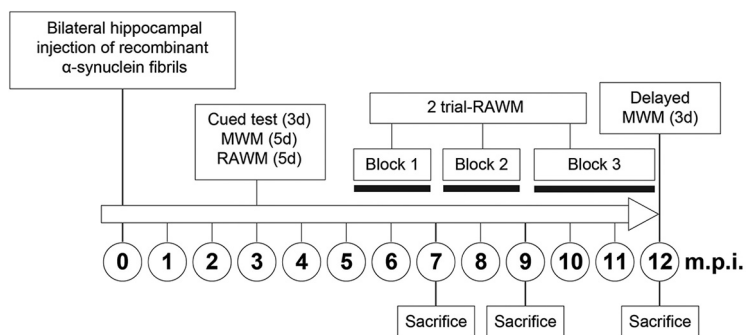 Bilateral hippocampal
injection of recombinant
α-synuclein fibrils
Cued test (3d)
MWM (5d)
RAWM (5d)
2 trial-RAWM
Block 1
Block 2
Block 3
Delayed
MWM (3d)
0 1 2 3 4 5 6 7 8 9 10 11 12 m.p.i.
Sacrifice Sacrifice Sacrifice